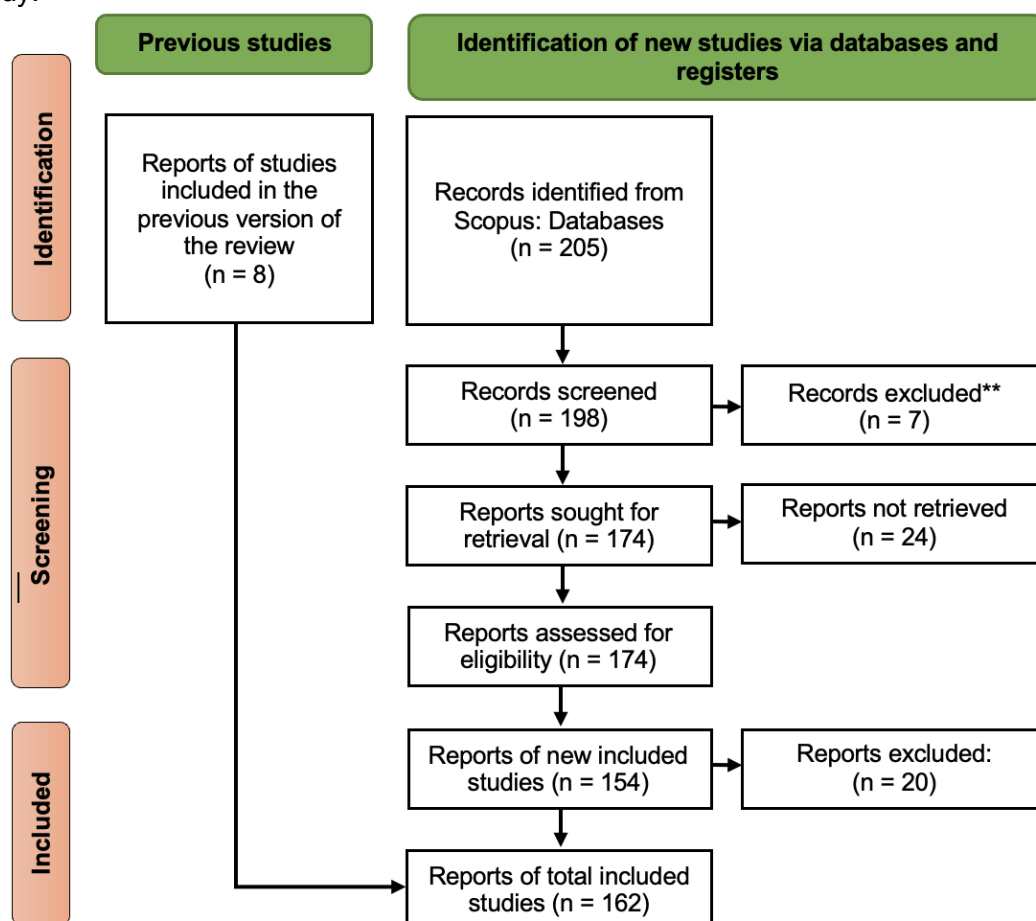 Previous studies
Identification of new studies via databases and
registers
Identification
Reports of studies
included in the
previous version of
the review
(n = 8)
Records identified from
Scopus: Databases
(n = 205)
Screening
Records screened
(n = 198)
Records excluded**
(n = 7)
Reports sought for
retrieval (n = 174)
Reports not retrieved
(n = 24)
Reports assessed for
eligibility (n = 174)
Included
Reports of new included
studies (n = 154)
Reports excluded:
(n = 20)
Reports of total included
studies (n = 162)